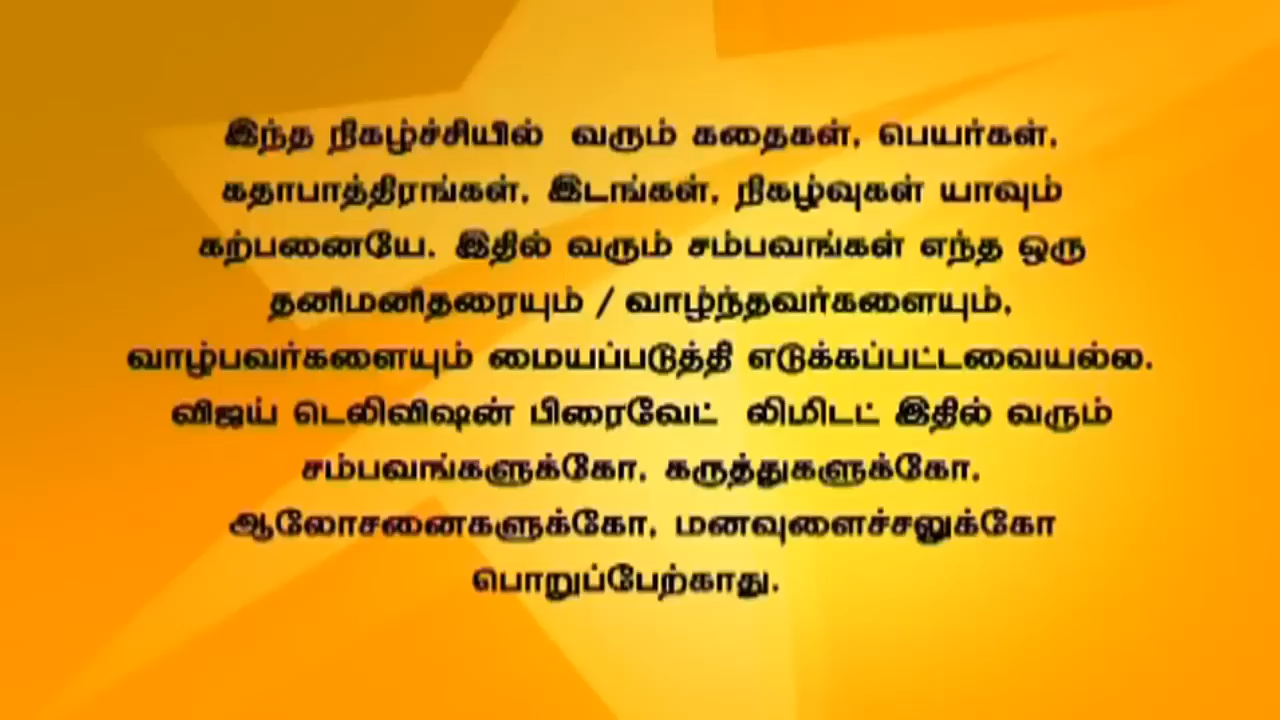 இந்த நிகழ்ச்சியில் வரும் கதைகள், பெயர்கள்,
கதாபாத்திரங்கள், இடங்கள், நிகழ்வுகள் யாவும்
கற்பனையே. இதில் வரும் சம்பவங்கள் எந்த ஒரு
தனிமனிதரையும் / வாழ்ந்தவர்களையும்,
வாழ்பவர்களையும் மையப்படுத்தி எடுக்கப்பட்டவையல்ல.
விஜய் டெலிவிஷன் பிரைவேட் லிமிடட் இதில் வரும்
சம்பவங்களுக்கோ, கருத்துகளுக்கோ,
ஆலோசனைகளுக்கோ, மனவுளைச்சலுக்கோ
பொறுப்பேற்காது.